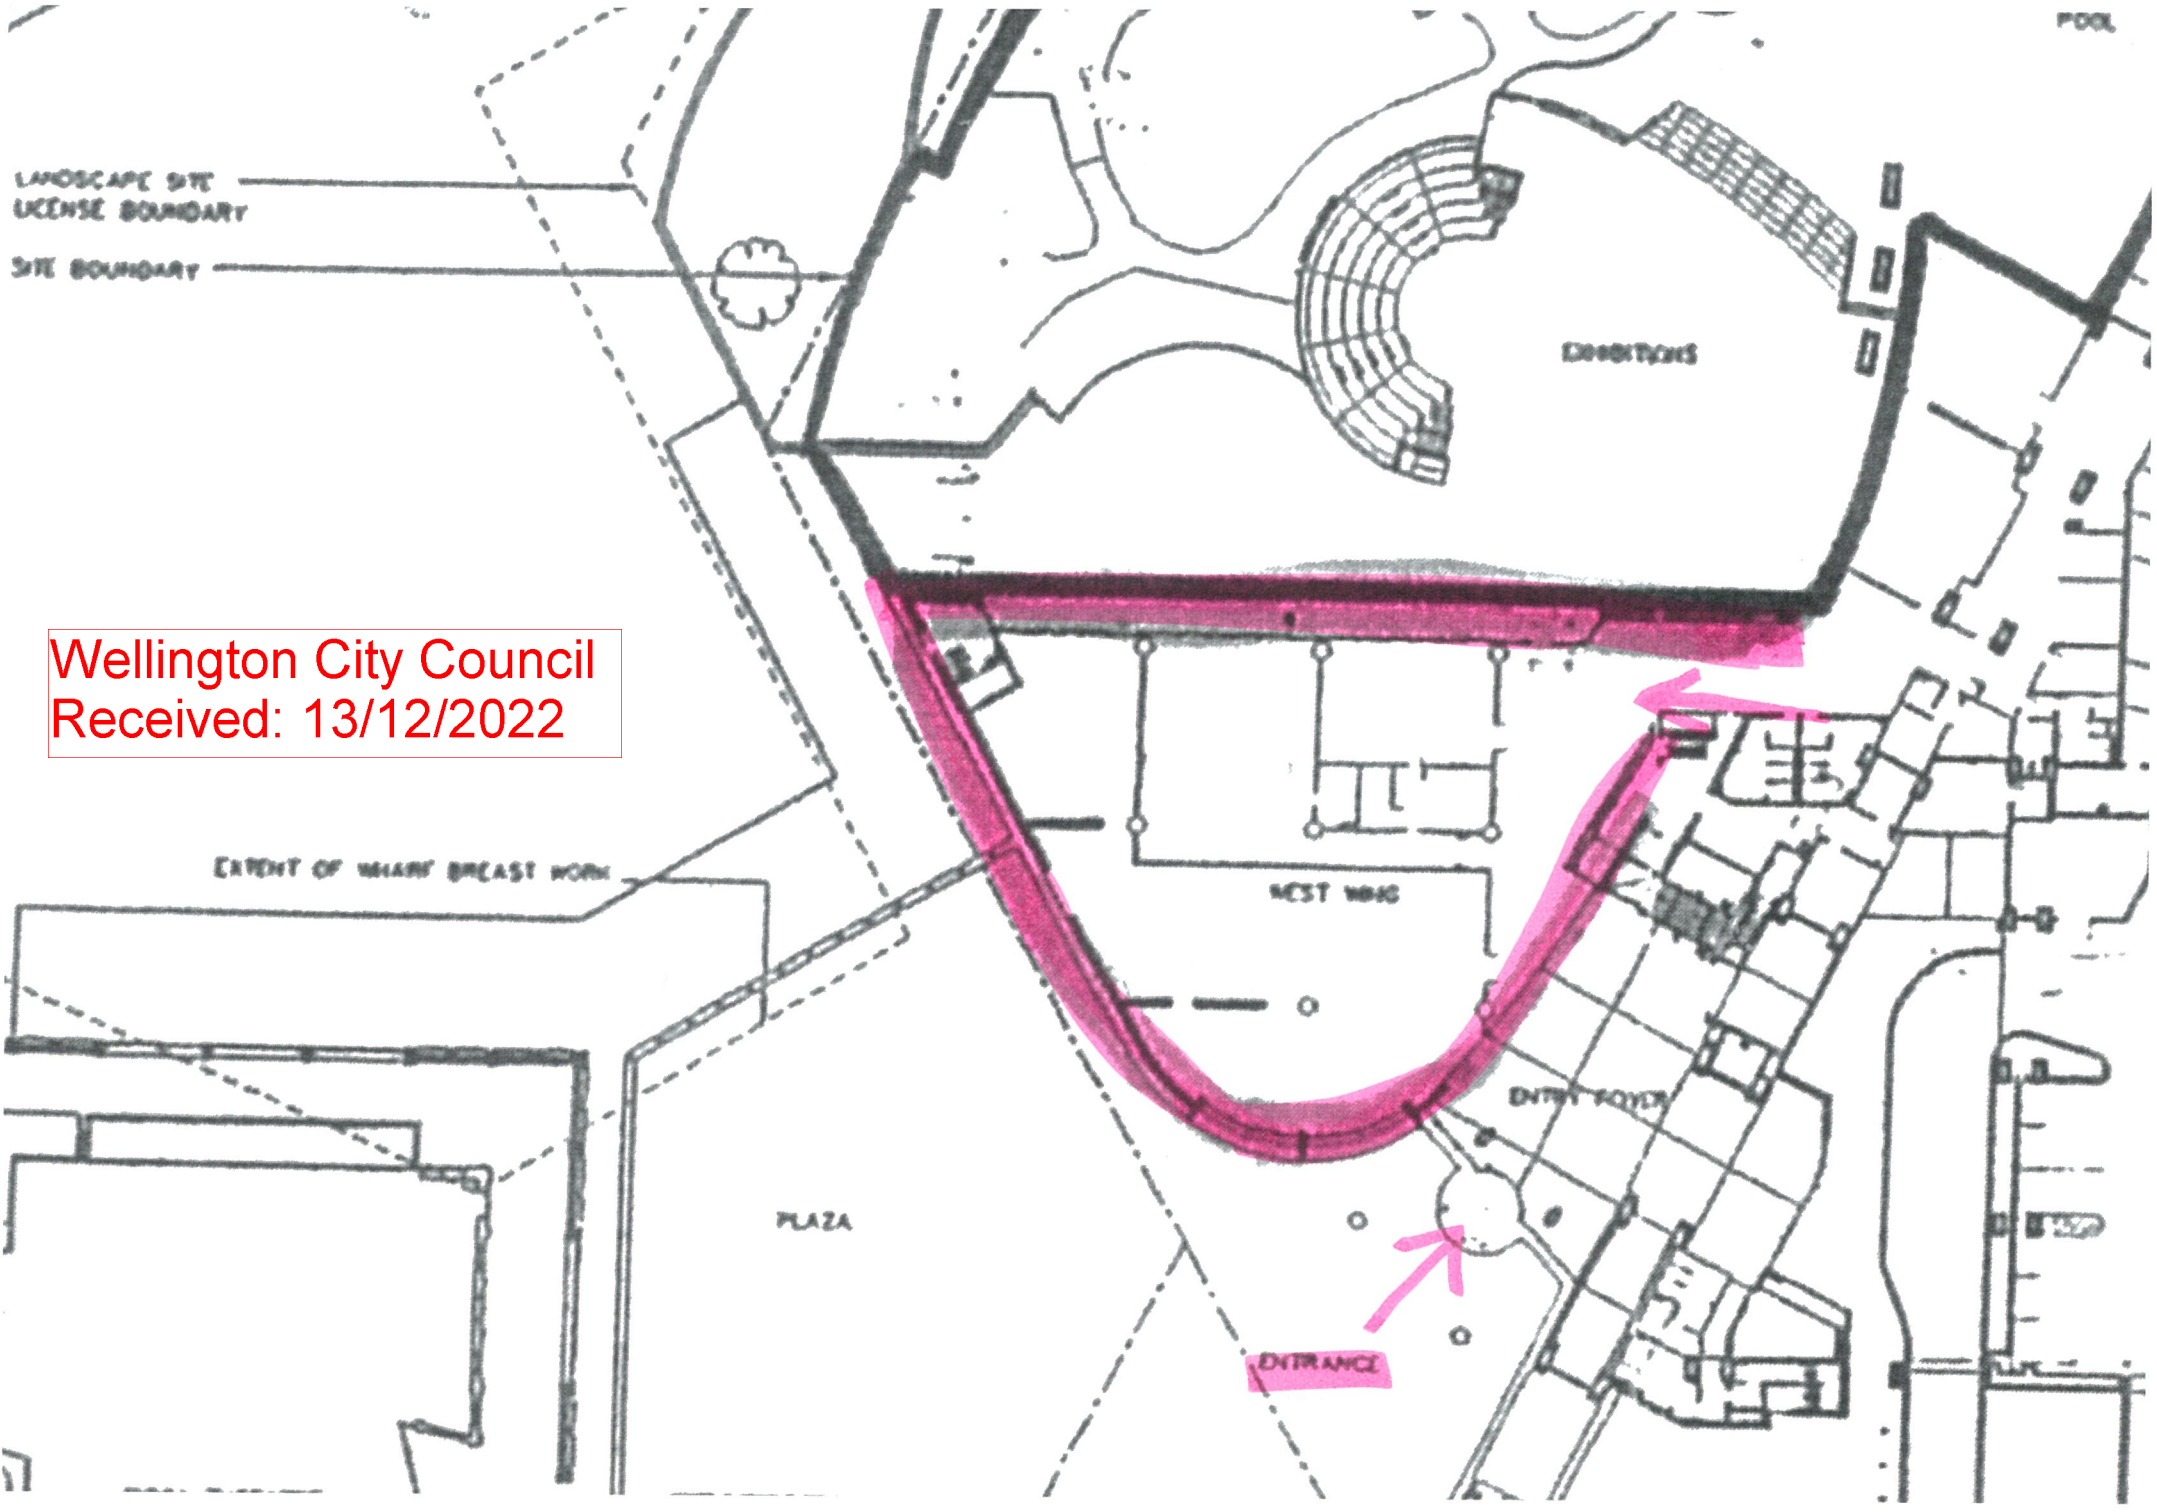 POOL
LANDSCAPE SITE
LICENSE BOUNDARY
SITE BOUNDARY
EXHIBITIONS
Wellington City Council
Received: 13/12/2022
EXTENT OF WHARF BREAST WORK
WEST WING
ENTRY FOYER
PLAZA
ENTRANCE